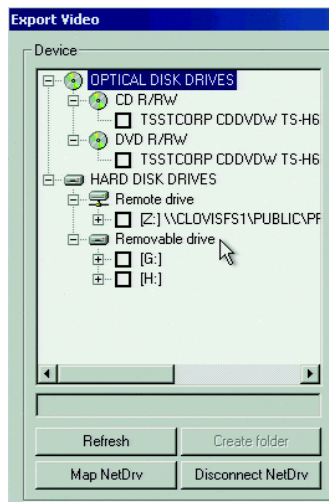 Export Video
Device
OPTICAL DISK DRIVES
CD R/RW
TSSTCORP CDDVDW TS-H6
DVD R/RW
TSSTCORP CDDVDW TS-H6
HARD DISK DRIVES
Remote drive
[Z:] \\CLOVISFS1\PUBLIC\PF
Removable drive
[G:]
[H:]
Refresh
Create folder
Map NetDrv
Disconnect NetDrv